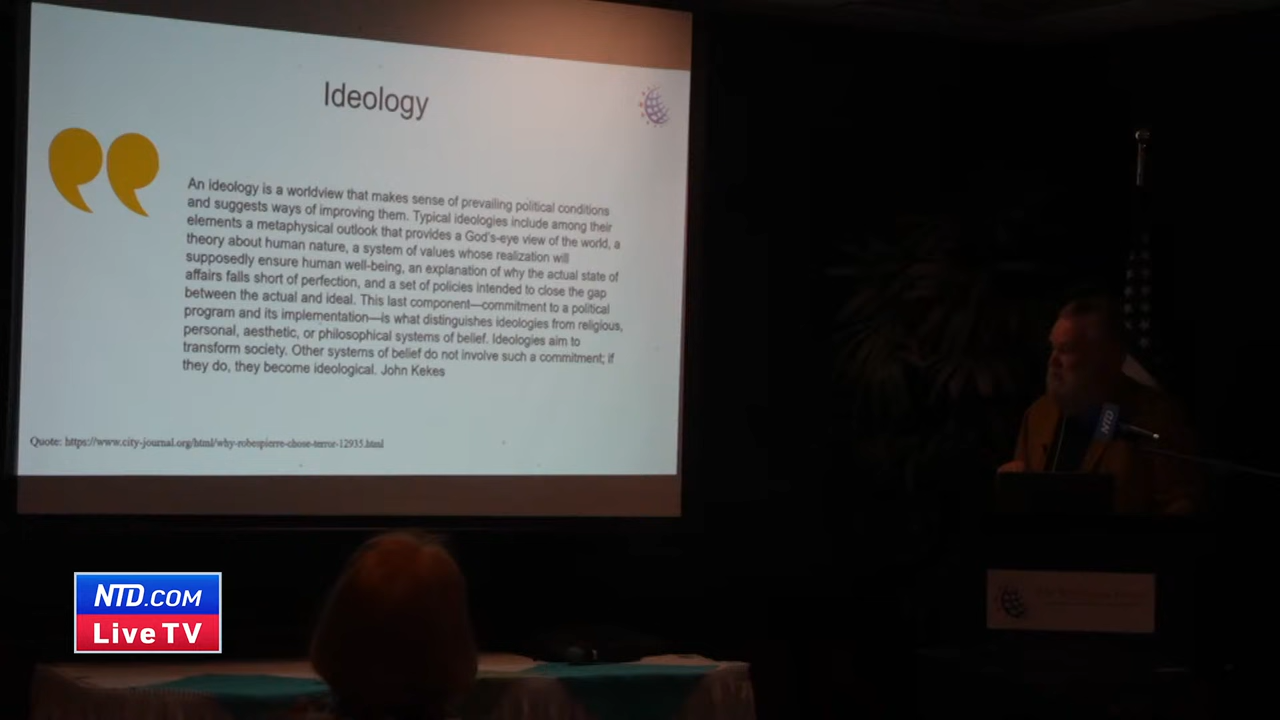 Ideology
An ideology is a worldview that makes sense of prevailing political conditions
and suggests ways of improving them. Typical ideologies include among their
elements a metaphysical outlook that provides a God's-eye view of the world, a
theory about human nature, a system of values whose realization will
supposedly ensure human well-being, an explanation of why the actual state of
affairs falls short of perfection, and a set of policies intended to close the gap
between the actual and ideal. This last component—commitment to a political
program and its implementation—is what distinguishes ideologies from religious,
personal, aesthetic, or philosophical systems of belief. Ideologies aim to
transform society. Other systems of belief do not involve such a commitment; if
they do, they become ideological. John Kekes
Quote: https://www.city-journal.org/html/why-robespierre-chose-terror-12935.html
NTD
NTD.COM
Live TV